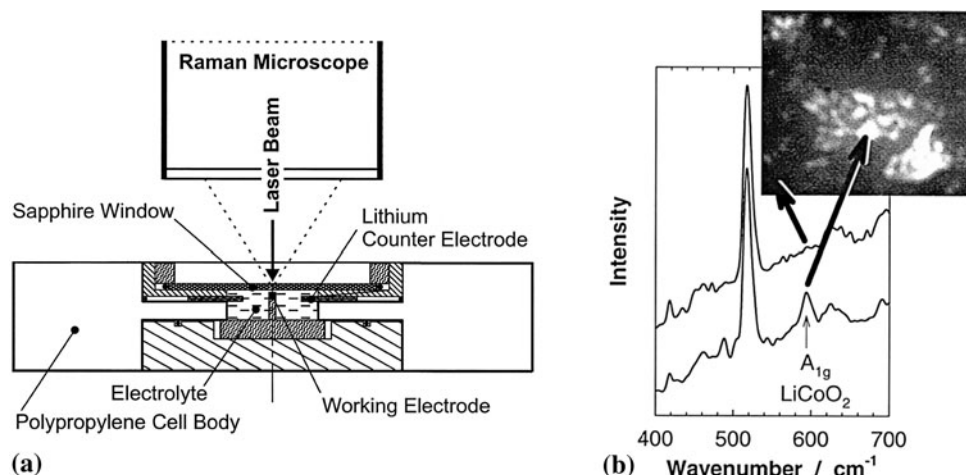 Raman Microscope
Laser Beam
Sapphire Window
Lithium
Counter Electrode
Electrolyte
Polypropylene Cell Body
Working Electrode
(a)
Intensity
A1g
LiCoO2
400 500 600 700
Wavenumber / cm-1
(b)